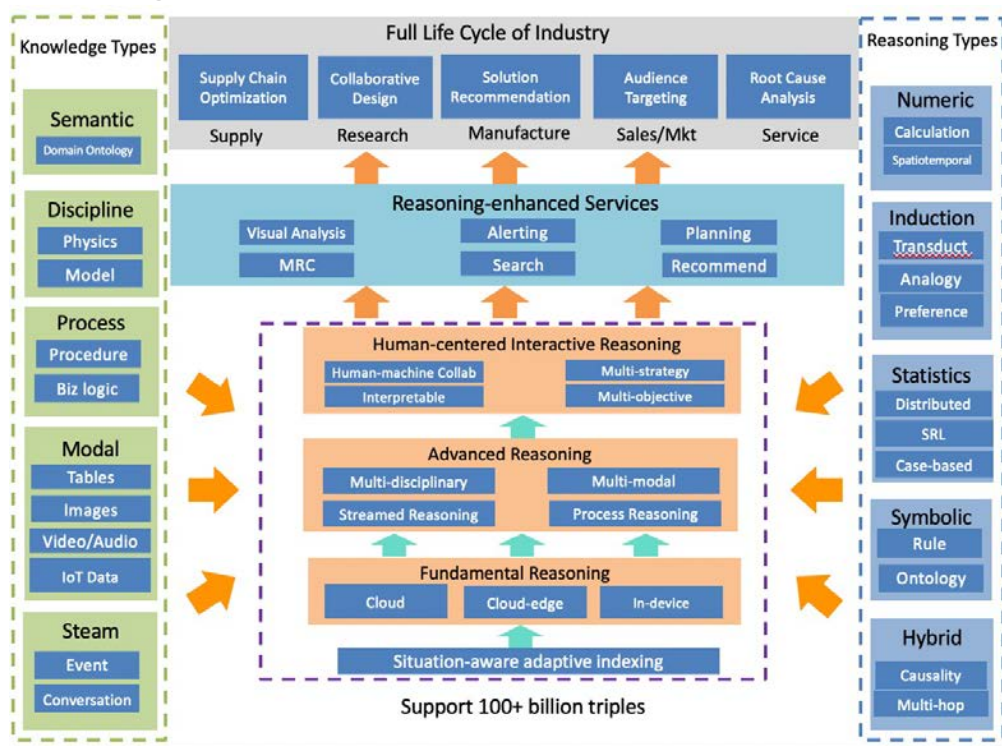 Knowledge Types
Semantic
Domain Ontology
Discipline
Physics
Model
Process
Procedure
Biz logic
Modal
Tables
Images
Video/Audio
IoT Data
Steam
Event
Conversation
Full Life Cycle of Industry
Supply Chain
Optimization
Supply
Collaborative
Design
Research
Solution
Recommendation
Manufacture
Audience
Targeting
Sales/Mkt
Root Cause
Analysis
Service
Reasoning-enhanced Services
Visual Analysis
Alerting
Planning
MRC
Search
Recommend
Human-centered Interactive Reasoning
Human-machine Collab
Multi-strategy
Interpretable
Multi-objective
Advanced Reasoning
Multi-disciplinary
Multi-modal
Streamed Reasoning
Process Reasoning
Fundamental Reasoning
Cloud
Cloud-edge
In-device
Situation-aware adaptive indexing
Support 100+ billion triples
Reasoning Types
Numeric
Calculation
Spatiotemporal
Induction
Transduct
Analogy
Preference
Statistics
Distributed
SRL
Case-based
Symbolic
Rule
Ontology
Hybrid
Causality
Multi-hop